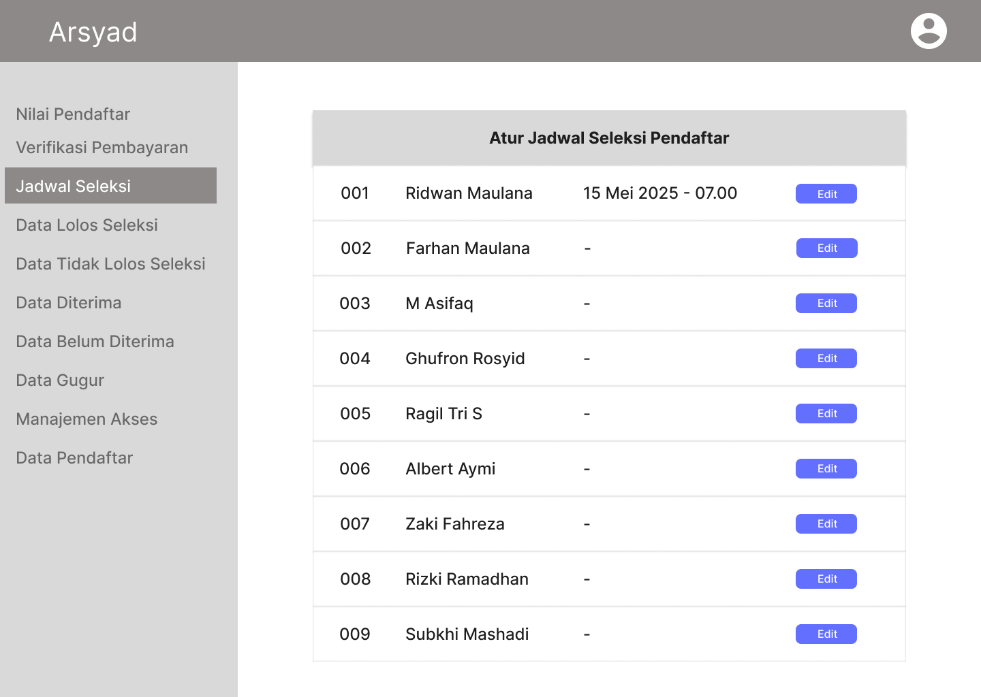 Arsyad
Nilai Pendaftar
Verifikasi Pembayaran
Jadwal Seleksi
Data Lolos Seleksi
Data Tidak Lolos Seleksi
Data Diterima
Data Belum Diterima
Data Gugur
Manajemen Akses
Data Pendaftar
Atur Jadwal Seleksi Pendaftar
001 Ridwan Maulana 15 Mei 2025 - 07.00 Edit
002 Farhan Maulana - Edit
003 M Asifaq - Edit
004 Ghufron Rosyid - Edit
005 Ragil Tri S - Edit
006 Albert Aymi - Edit
007 Zaki Fahreza - Edit
008 Rizki Ramadhan - Edit
009 Subkhi Mashadi - Edit